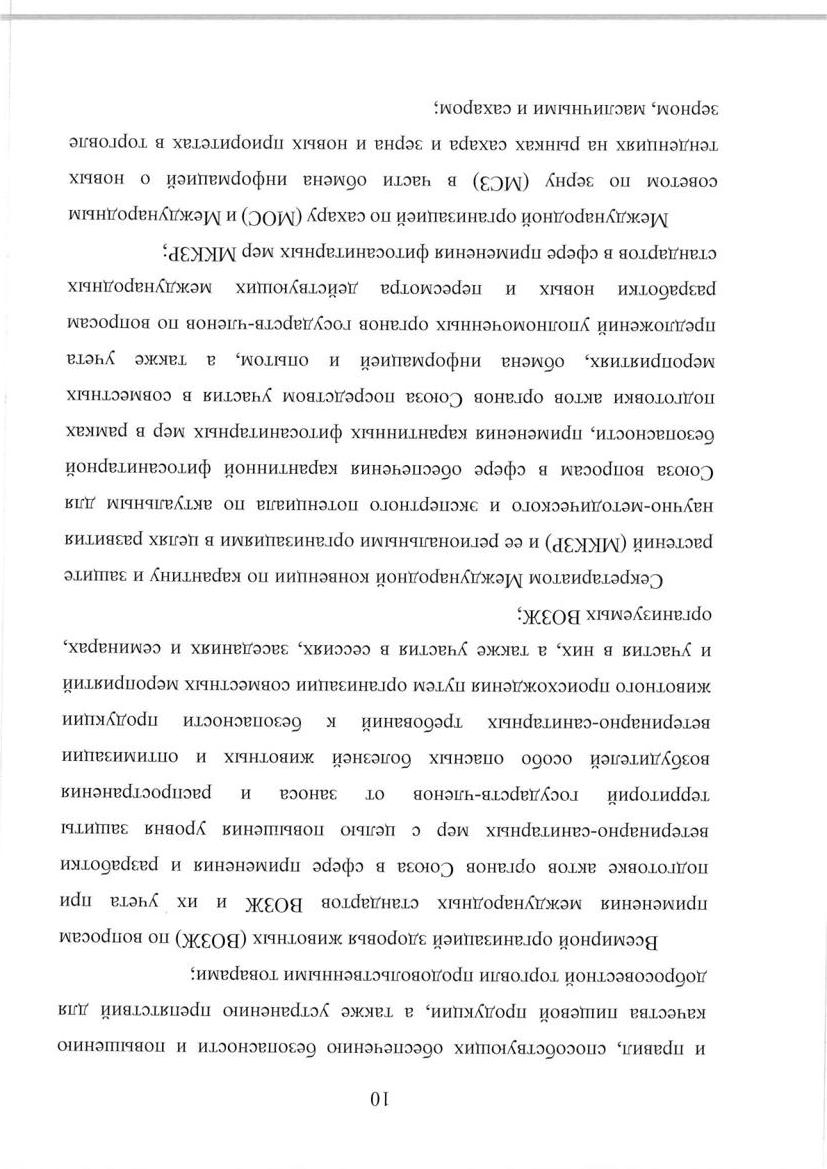 10
и правил, способствующих обеспечению безопасности и повышению
качества пищевой продукции, а также устранению препятствий для
добросовестной торговли продовольственными товарами;
Всемирной организацией здоровья животных (ВОЗЖ) по вопросам
применения международных стандартов ВОЗЖ и их учета при
подготовке актов органов Союза в сфере применения и разработки
ветеринарно-санитарных мер с целью повышения уровня защиты
территорий государств-членов от заноса и распространения
возбудителей особо опасных болезней животных и оптимизации
ветеринарно-санитарных требований к безопасности продукции
животного происхождения путем организации совместных мероприятий
и участия в них, а также участия в сессиях, заседаниях и семинарах,
организуемых ВОЗЖ;
Секретариатом Международной конвенции по карантину и защите
растений (МККЗР) и ее региональными организациями в целях развития
научно-методического и экспертного потенциала по актуальным для
Союза вопросам в сфере обеспечения карантинной фитосанитарной
безопасности, применения карантинных фитосанитарных мер в рамках
подготовки актов органов Союза посредством участия в совместных
мероприятиях, обмена информацией и опытом, а также учета
предложений уполномоченных органов государств-членов по вопросам
разработки новых и пересмотра действующих международных
стандартов в сфере применения фитосанитарных мер МККЗР;
Международной организацией по сахару (МОС) и Международным
советом по зерну (МСЗ) в части обмена информацией о новых
тенденциях на рынках сахара и зерна и новых приоритетах в торговле
зерном, масличными и сахаром;